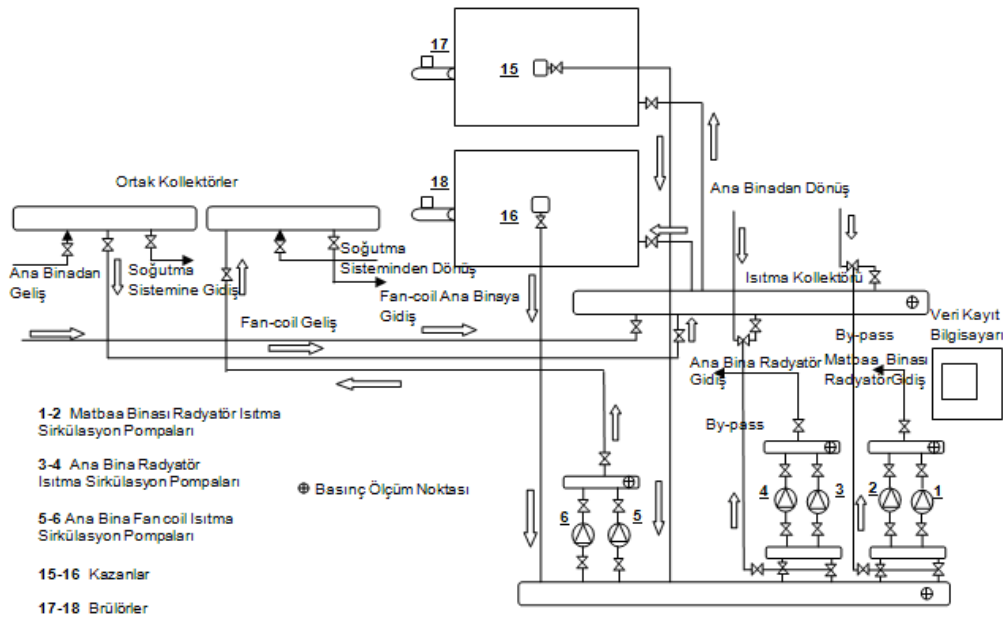 17
15
18
16
Ortak Kollektörler
Ana Binadan Dönüş
Ana Binadan
Geliş
Soğutma
Sistemine Gidiş
Soğutma
Sisteminden Dönüş
Fan-coil Ana Binaya
Gidiş
Fan-coil Geliş
Isıtma Kollektörü
Veri Kayıt
Bilgisayarı
By-pass
Ana Bina Radyatör
Gidiş
Matbaa Binası
Radyatör Gidiş
By-pass
1-2 Matbaa Binası Radyatör Isıtma
Sirkülasyon Pompaları
3-4 Ana Bina Radyatör
Isıtma Sirkülasyon Pompaları
Basınç Ölçüm Noktası
5-6 Ana Bina Fan coil Isıtma
Sirkülasyon Pompaları
6
5
4
3
2
1
15-16 Kazanlar
17-18 Brülörler